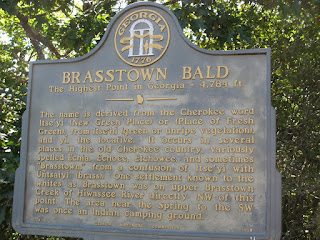 GEORGIA
1776
BRASSTOWN BALD
The Highest Point in Georgia • 4,784 ft.
The name is derived from the Cherokee word
Itse'yi (New Green Place) or (Place of Fresh
Green), from Itse'hi (green or unripe vegetation),
and yi, the locative. It occurs in several
places in the old Cherokee country, variously
spelled Echia, Echoee, Etchowee, and sometimes
Brasstown from a confusion of Itse'yi with
Untsaiyi (Brass). One settlement known to the
whites as Brasstown was on upper Brasstown
Creek of Hiwassee River directly NW of this
point. The area near the spring to the SW
was once an Indian camping ground.